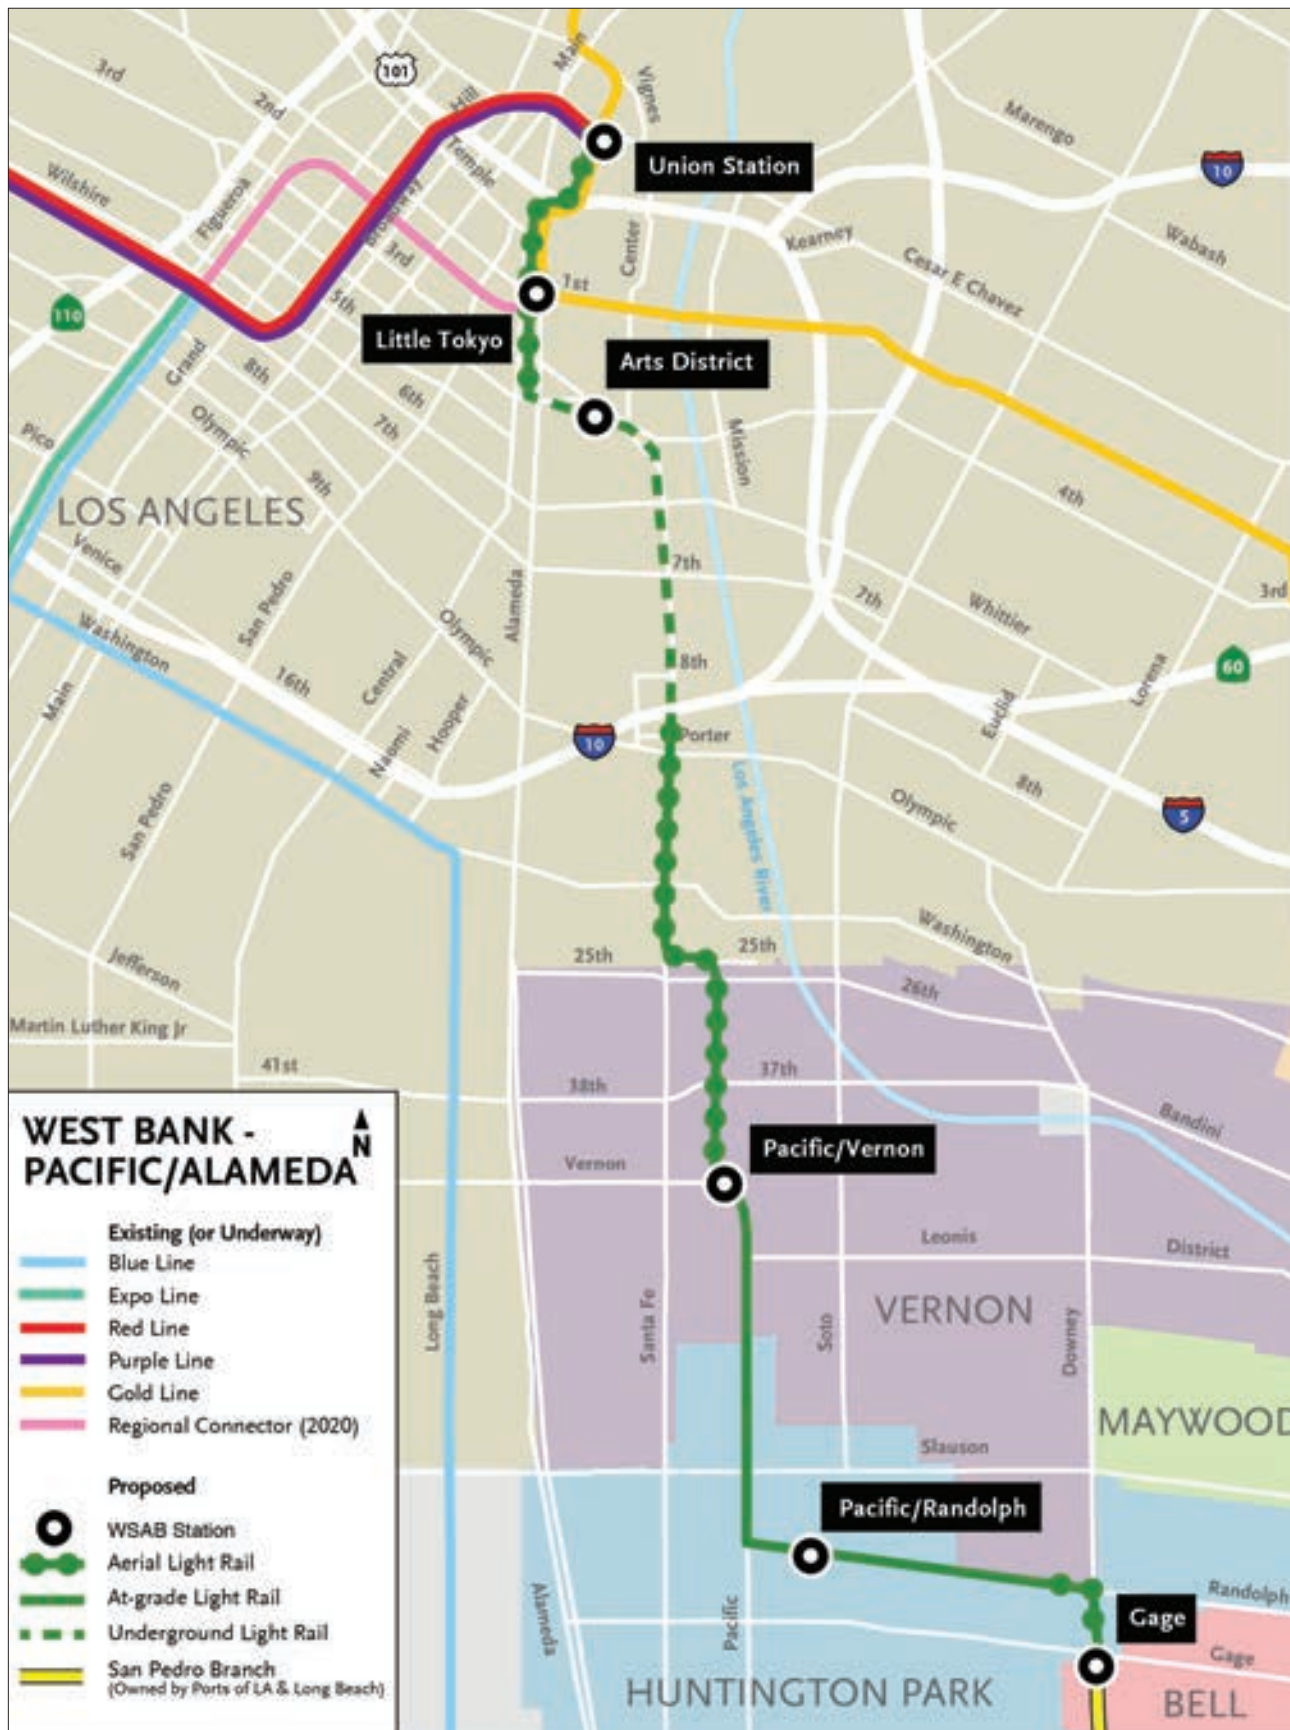 Main
Vignes
101
3rd
2nd
Hill
Temple
Marengo
10
Union Station
Wilshire
Figueroa
Broadway
3rd
Center
Kearney
Cesar E Chavez
Wabash
1st
5th
110
Little Tokyo
Arts District
Grand
8th
6th
7th
Olympic
Pico
9th
Mission
4th
LOS ANGELES
Venice
San Pedro
Alameda
7th
7th
3rd
Whittier
Washington
Olympic
8th
60
16th
Central
Lorena
Main
Naomi
Hooper
10
Porter
Euclid
8th
5
San Pedro
Los Angeles River
Olympic
Washington
Jefferson
25th
25th
26th
Martin Luther King Jr
41st
38th
37th
Bandini
Vernon
Pacific/Vernon
Leonis
District
Long Beach
Santa Fe
Soto
VERNON
Downey
MAYWOOD
Slauson
Pacific/Randolph
Randolph
Alameda
Pacific
Gage
Gage
HUNTINGTON PARK
BELL
WEST BANK -
PACIFIC/ALAMEDA
N
Existing (or Underway)
Blue Line
Expo Line
Red Line
Purple Line
Gold Line
Regional Connector (2020)
Proposed
WSAB Station
Aerial Light Rail
At-grade Light Rail
Underground Light Rail
San Pedro Branch
(Owned by Ports of LA & Long Beach)